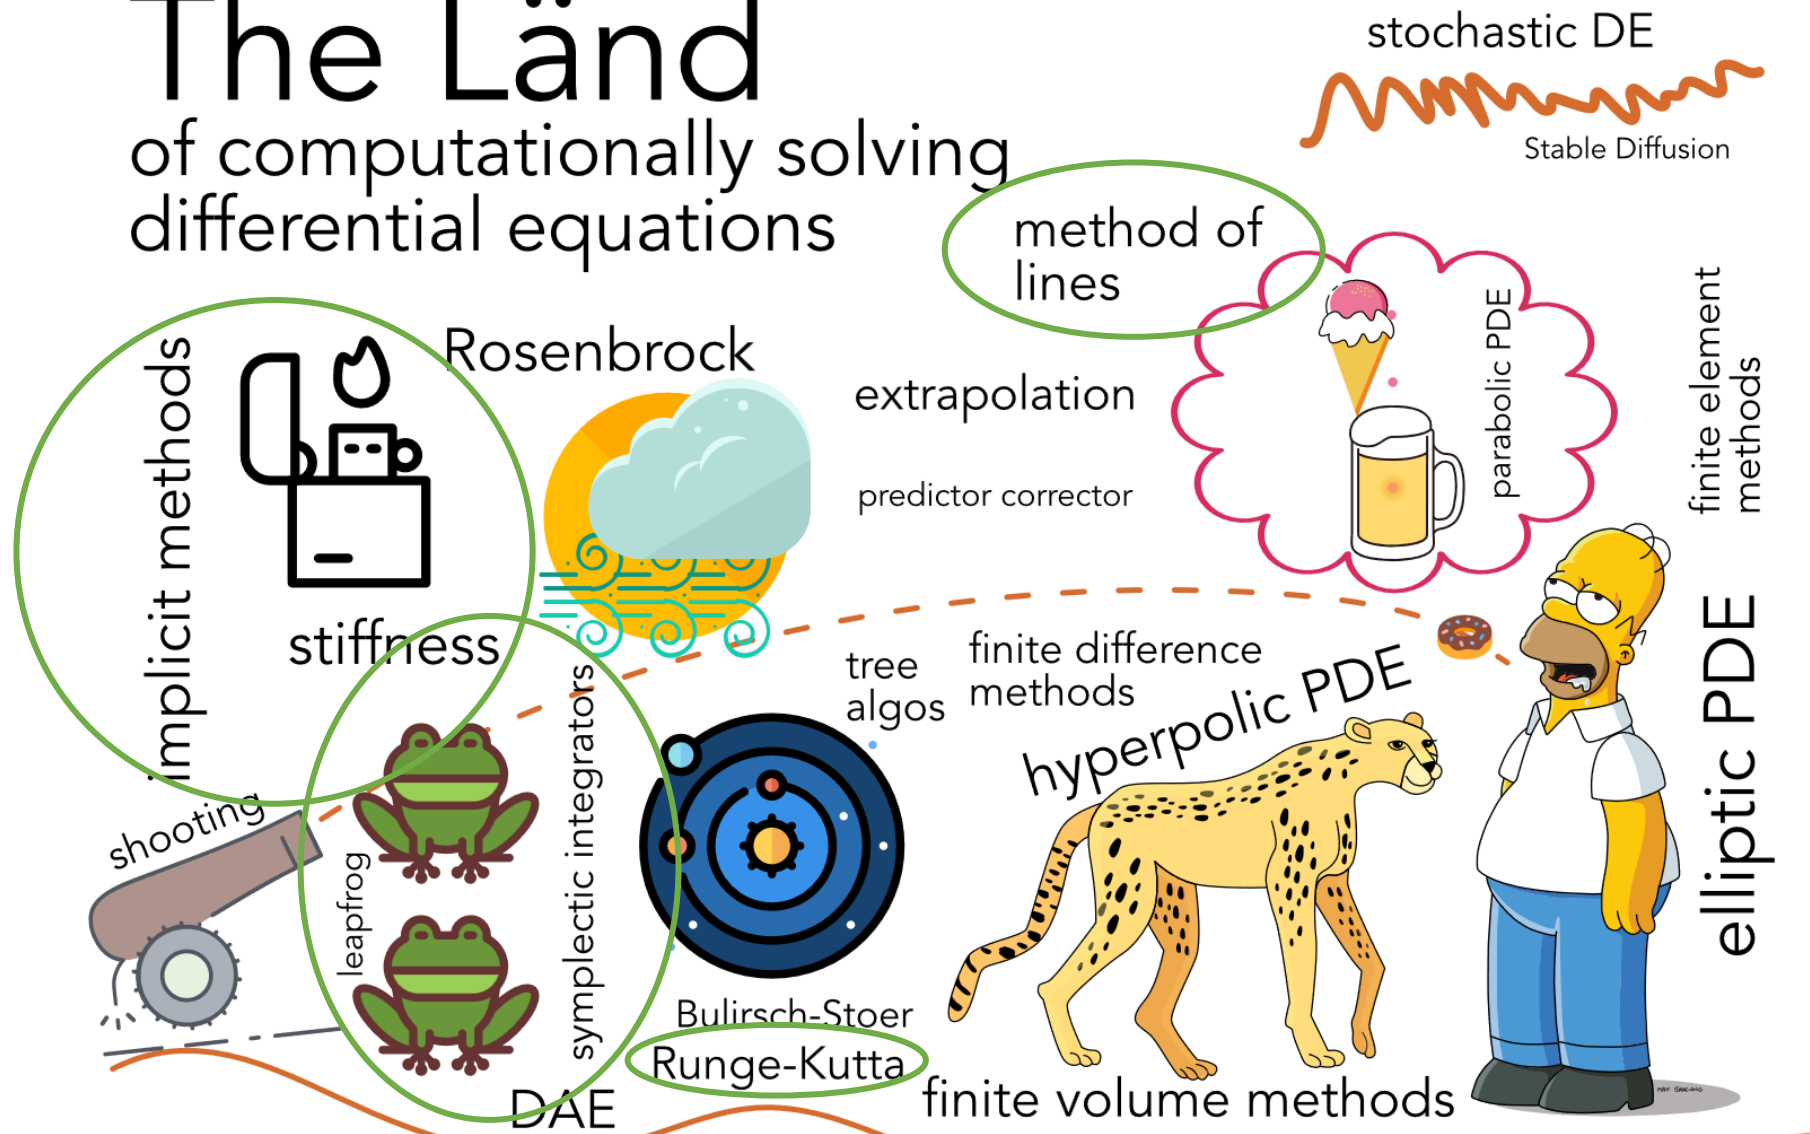 The Länd
of computationally solving
differential equations
stochastic DE
Stable Diffusion
method of
lines
implicit methods
Rosenbrock
extrapolation
predictor corrector
parabolic PDE
finite element
methods
stiffness
symplectic integrators
tree
algos
finite difference
methods
hyperpolic PDE
elliptic PDE
shooting
leapfrog
Bulirsch-Stoer
Runge-Kutta
DAE
finite volume methods